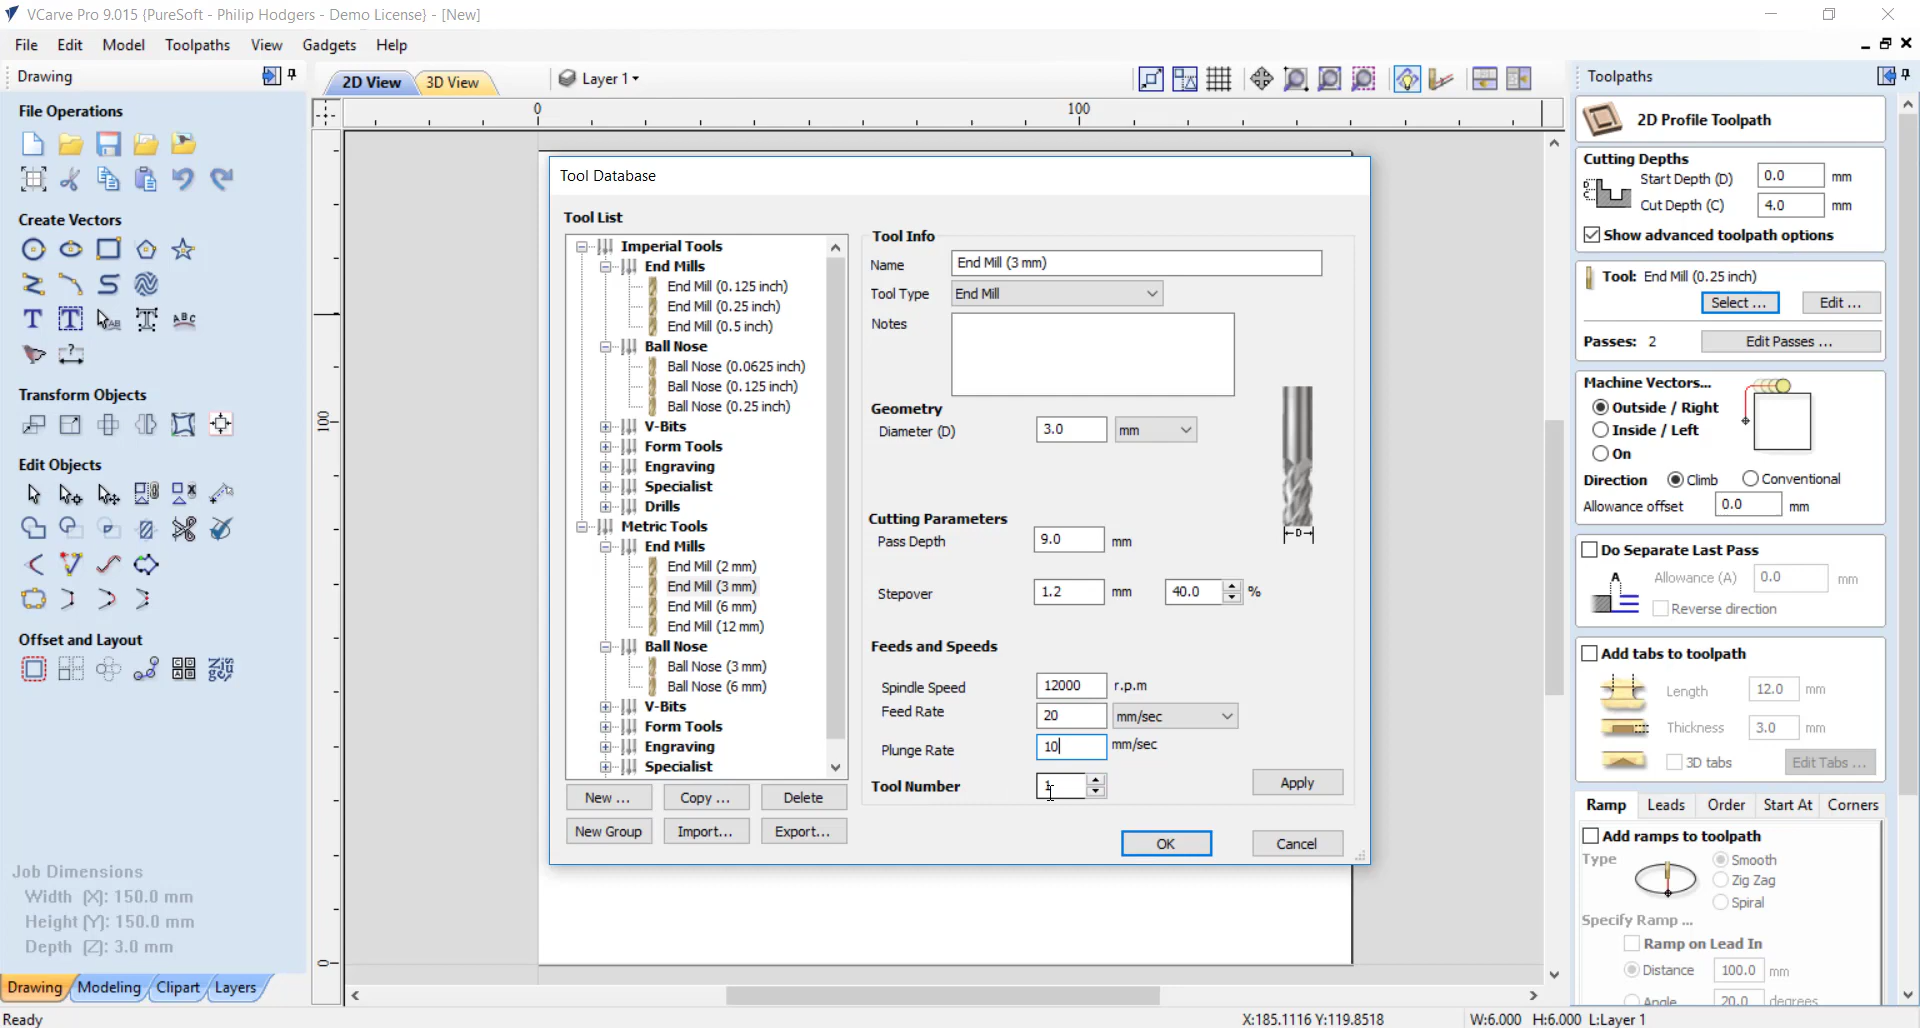 VCarve Pro 9.015 {PureSoft - Philip Hodgers - Demo License} - [New]
File Edit Model Toolpaths View Gadgets Help
Drawing
File Operations
Create Vectors
Transform Objects
Edit Objects
Offset and Layout
Job Dimensions
Width (X): 150.0 mm
Height (Y): 150.0 mm
Depth (Z): 3.0 mm
Drawing Modeling Clipart Layers
Ready
2D View 3D View Layer 1
0 100
100
0
Tool Database
Tool List
Imperial Tools
End Mills
End Mill (0.125 inch)
End Mill (0.25 inch)
End Mill (0.5 inch)
Ball Nose
Ball Nose (0.0625 inch)
Ball Nose (0.125 inch)
Ball Nose (0.25 inch)
V-Bits
Form Tools
Engraving
Specialist
Drills
Metric Tools
End Mills
End Mill (2 mm)
End Mill (3 mm)
End Mill (6 mm)
End Mill (12 mm)
Ball Nose
Ball Nose (3 mm)
Ball Nose (6 mm)
V-Bits
Form Tools
Engraving
Specialist
New ... Copy ... Delete
New Group Import... Export...
Tool Info
Name End Mill (3 mm)
Tool Type End Mill
Notes
Geometry
Diameter (D) 3.0 mm
D
Cutting Parameters
Pass Depth 9.0 mm
Stepover 1.2 mm 40.0 %
Feeds and Speeds
Spindle Speed 12000 r.p.m
Feed Rate 20 mm/sec
Plunge Rate 10 mm/sec
Tool Number 1 Apply
OK Cancel
Toolpaths
2D Profile Toolpath
Cutting Depths
Start Depth (D) 0.0 mm
Cut Depth (C) 4.0 mm
Show advanced toolpath options
Tool: End Mill (0.25 inch)
Select ... Edit ...
Passes: 2 Edit Passes ...
Machine Vectors...
Outside / Right
Inside / Left
On
Direction Climb Conventional
Allowance offset 0.0 mm
Do Separate Last Pass
A Allowance (A) 0.0 mm
Reverse direction
Add tabs to toolpath
Length 12.0 mm
Thickness 3.0 mm
3D tabs Edit Tabs ...
Ramp Leads Order Start At Corners
Add ramps to toolpath
Type Smooth
Zig Zag
Spiral
Specify Ramp ...
Ramp on Lead In
Distance 100.0 mm
Angle 20.0 degrees
X:185.1116 Y:119.8518 W:6.000 H:6.000 L:Layer 1